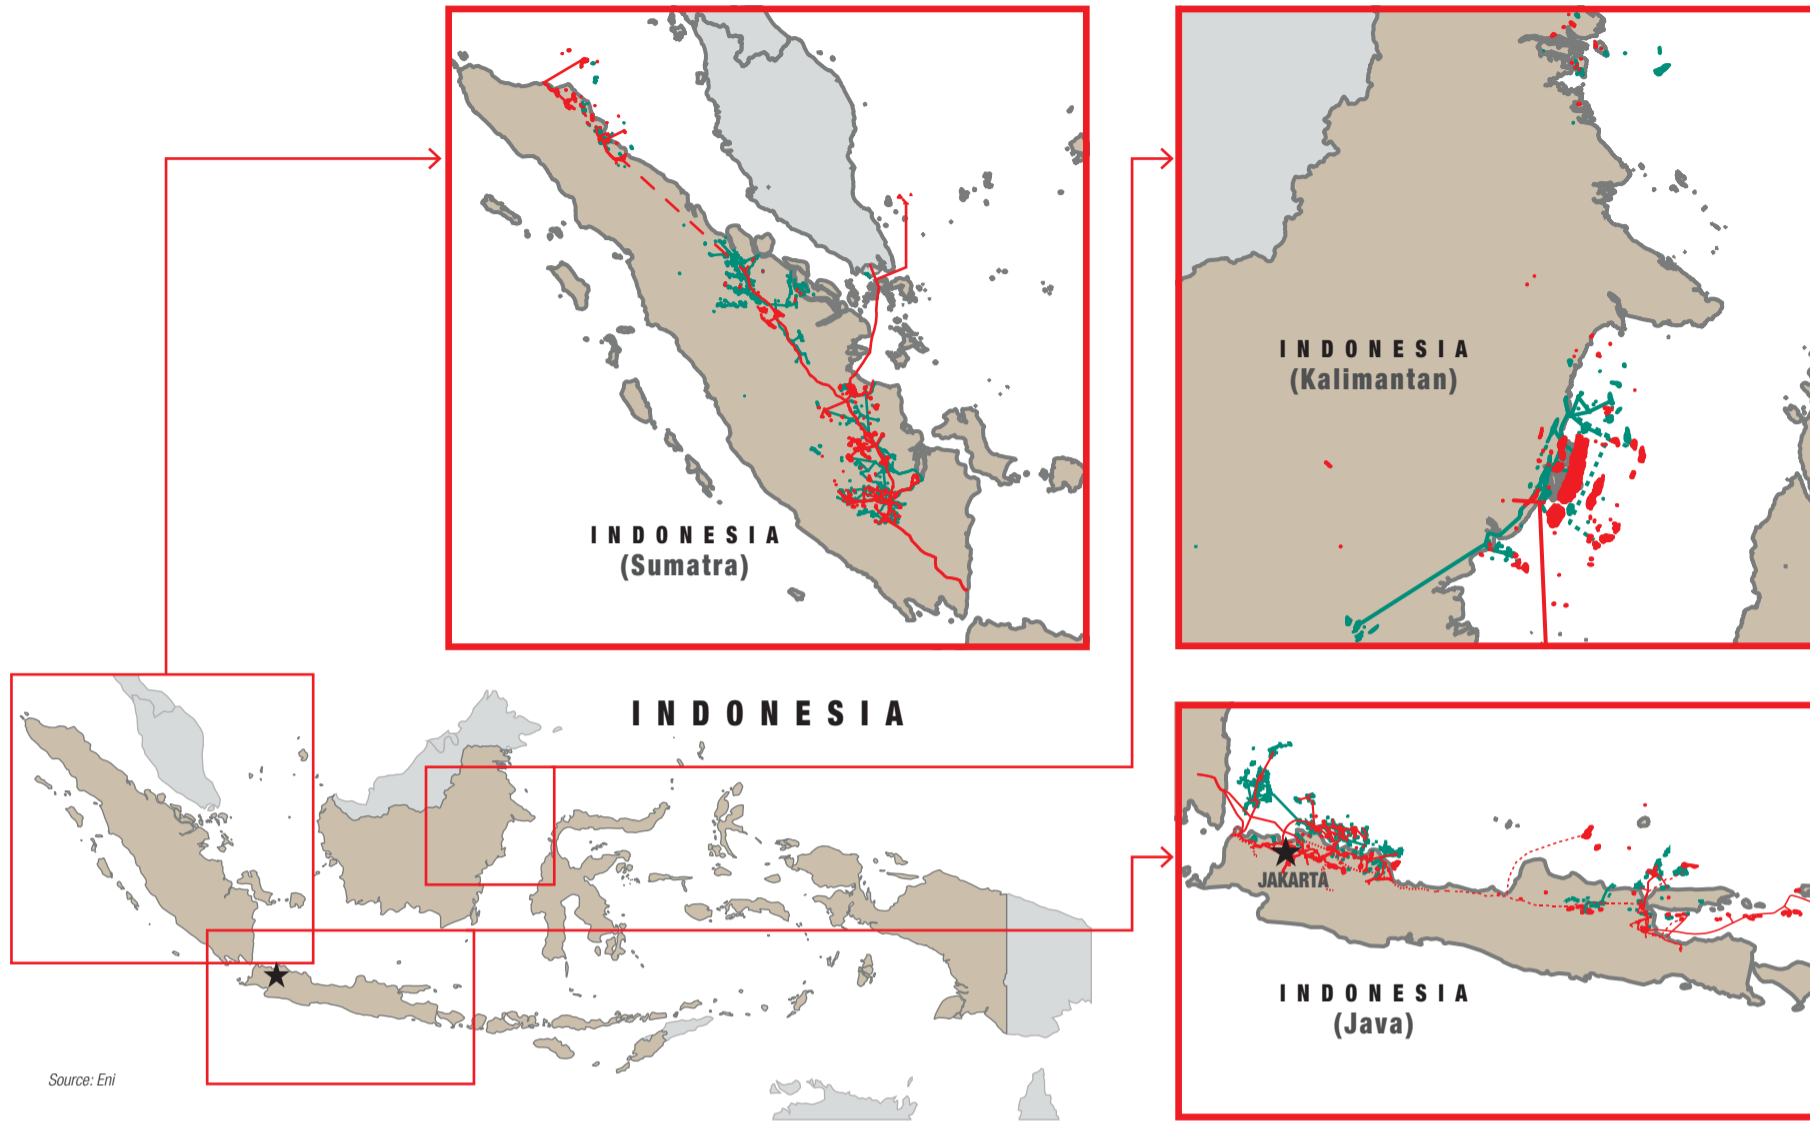 INDONESIA
(Sumatra)
INDONESIA
(Kalimantan)
INDONESIA
JAKARTA
INDONESIA
(Java)
Source: Eni